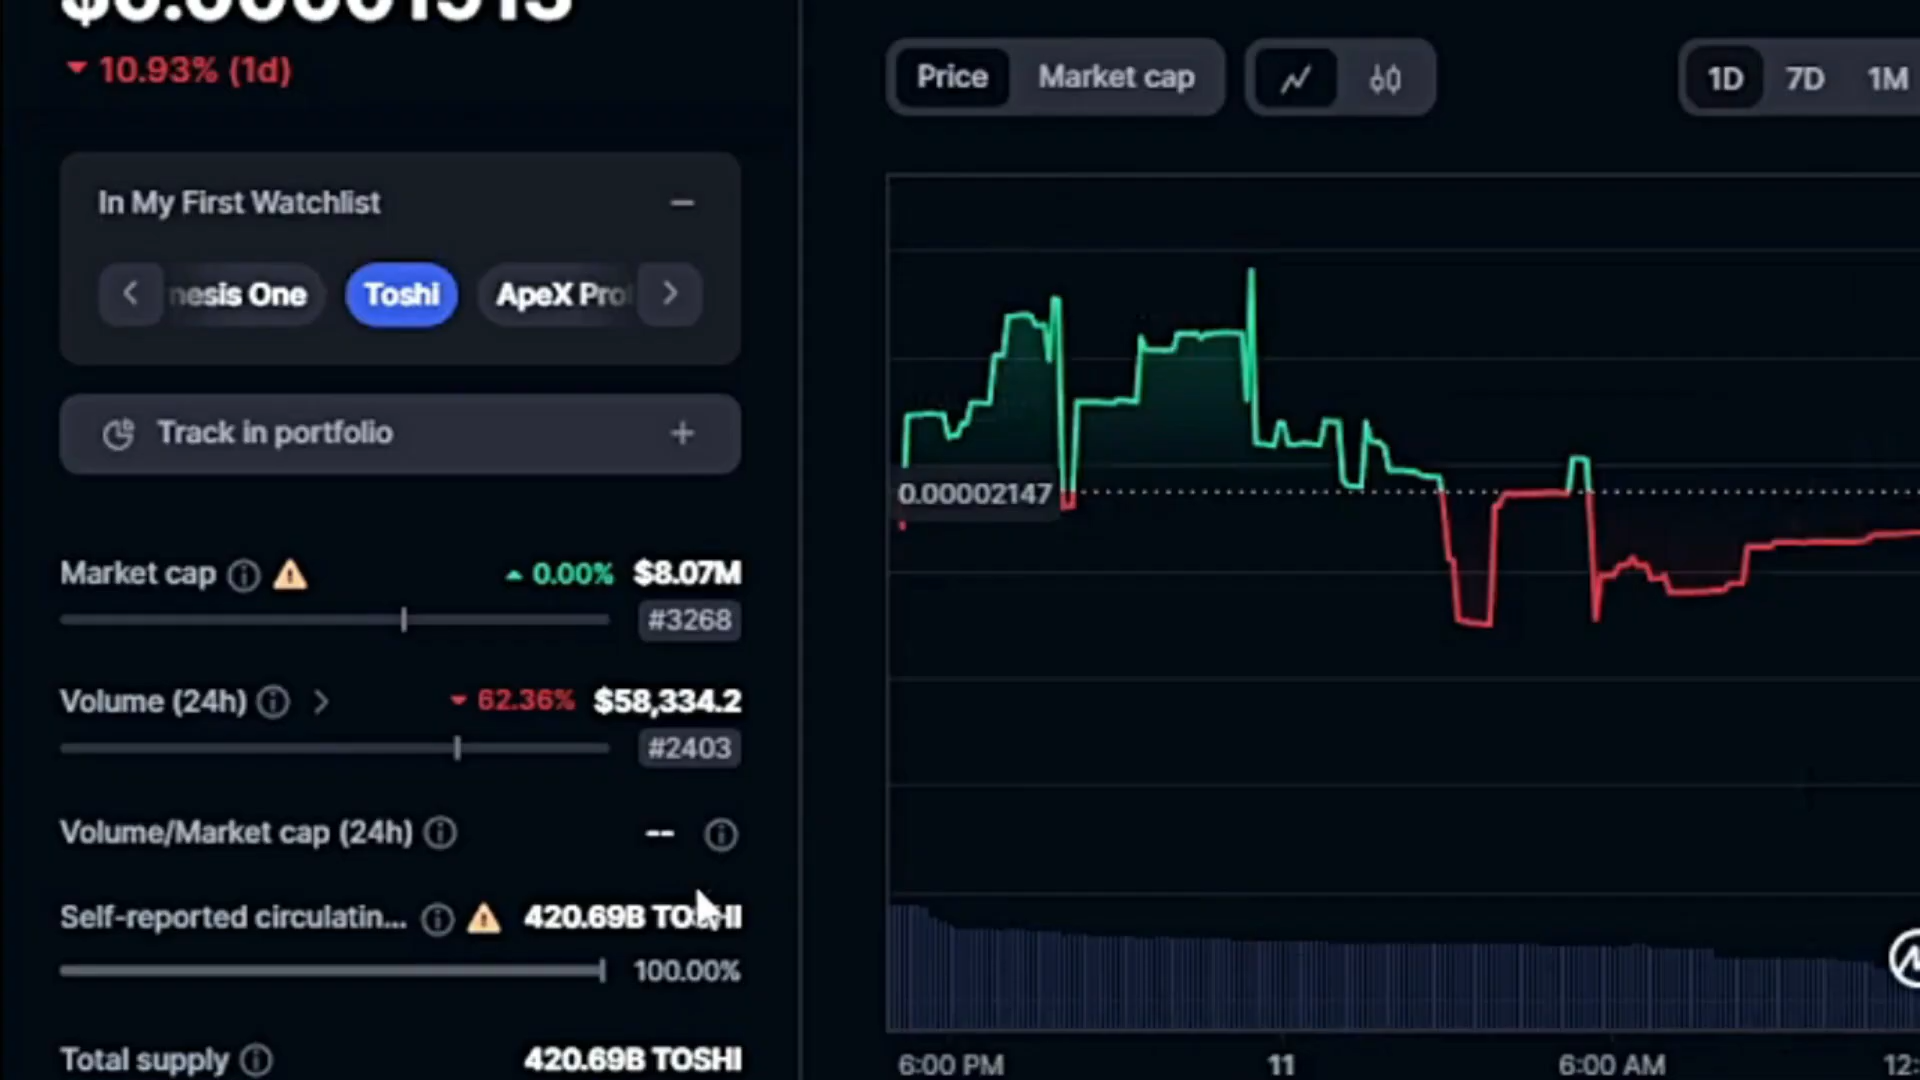 10.93% (1d)
In My First Watchlist
nesis One
Toshi
ApeX Pro
Track in portfolio
Market cap
0.00%
$8.07M
#3268
Volume (24h)
62.36%
$58,334.2
#2403
Volume/Market cap (24h)
--
Self-reported circulatin...
420.69B TOSHI
100.00%
Total supply
420.69B TOSHI
Price
Market cap
1D
7D
1M
0.00002147
6:00 PM
11
6:00 AM
12: